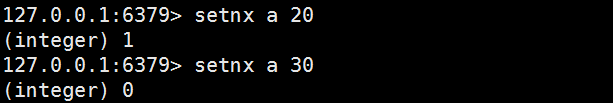 127.0.0.1:6379> setnx a 20
(integer) 1
127.0.0.1:6379> setnx a 30
(integer) 0